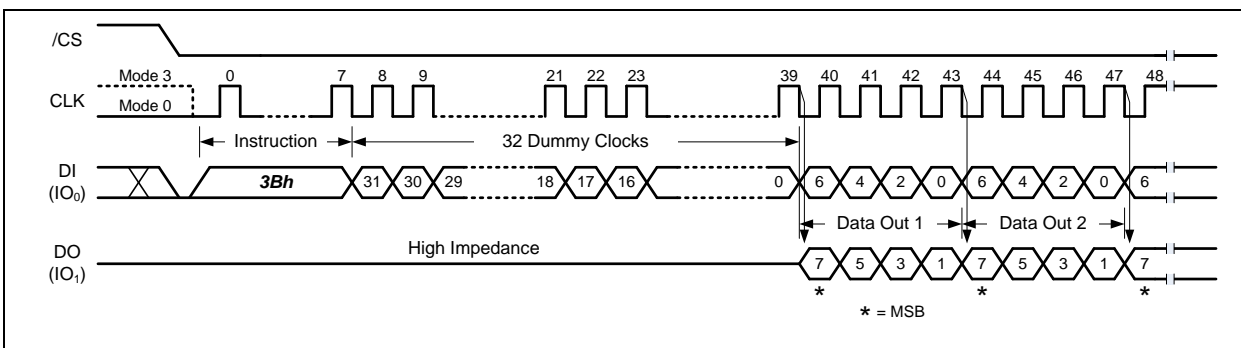 /CS
Mode 3 0 7 8 9 21 22 23 39 40 41 42 43 44 45 46 47 48
CLK
Mode 0
Instruction 32 Dummy Clocks
DI
(IO0)
3Bh 31 30 29 18 17 16 0 6 4 2 0 6 4 2 0 6
Data Out 1 Data Out 2
DO
(IO1)
High Impedance
7 5 3 1 7 5 3 1 7
* * *
* = MSB